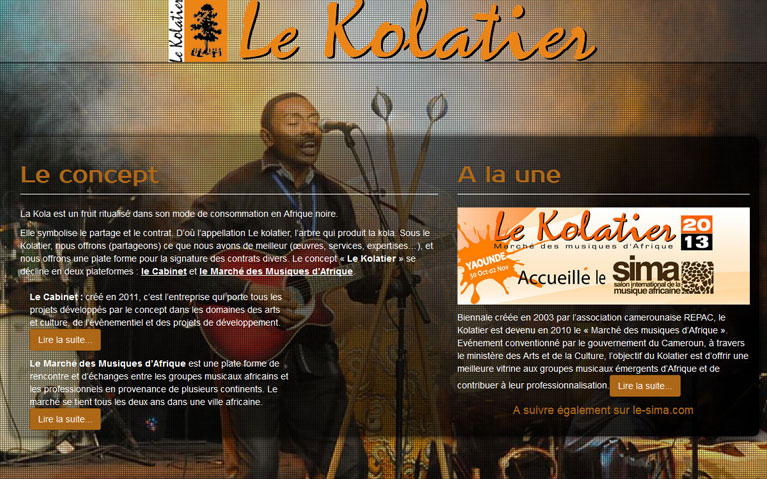 Le Kolatier
Le Kolatier
Le concept
La Kola est un fruit ritualisé dans son mode de consommation en Afrique noire.
Elle symbolise le partage et le contrat. D'où l'appellation Le kolatier, l'arbre qui produit la kola. Sous le
Kolatier, nous offrons (partageons) ce que nous avons de meilleur (œuvres, services, expertises…), et
nous offrons une plate forme pour la signature des contrats divers. Le concept « Le Kolatier » se
décline en deux plateformes : le Cabinet et le Marché des Musiques d'Afrique.
Le Cabinet : créé en 2011, c'est l'entreprise qui porte tous les
projets développés par le concept dans les domaines des arts
et culture, de l'évènementiel et des projets de développement.
Lire la suite...
Le Marché des Musiques d'Afrique est une plate forme de
rencontre et d'échanges entre les groupes musicaux africains et
les professionnels en provenance de plusieurs continents. Le
marché se tient tous les deux ans dans une ville africaine.
Lire la suite...
A la une
Le Kolatier 2013
Marché des musiques d'Afrique
YAOUNDE
30 Oct-02 Nov
Accueille le sima
salon international de la
musique africaine
Biennale créée en 2003 par l'association camerounaise REPAC, le
Kolatier est devenu en 2010 le « Marché des musiques d'Afrique ».
Evénement conventionné par le gouvernement du Cameroun, à travers
le ministère des Arts et de la Culture, l'objectif du Kolatier est d'offrir une
meilleure vitrine aux groupes musicaux émergents d'Afrique et de
contribuer à leur professionnalisation. Lire la suite...
A suivre également sur le-sima.com